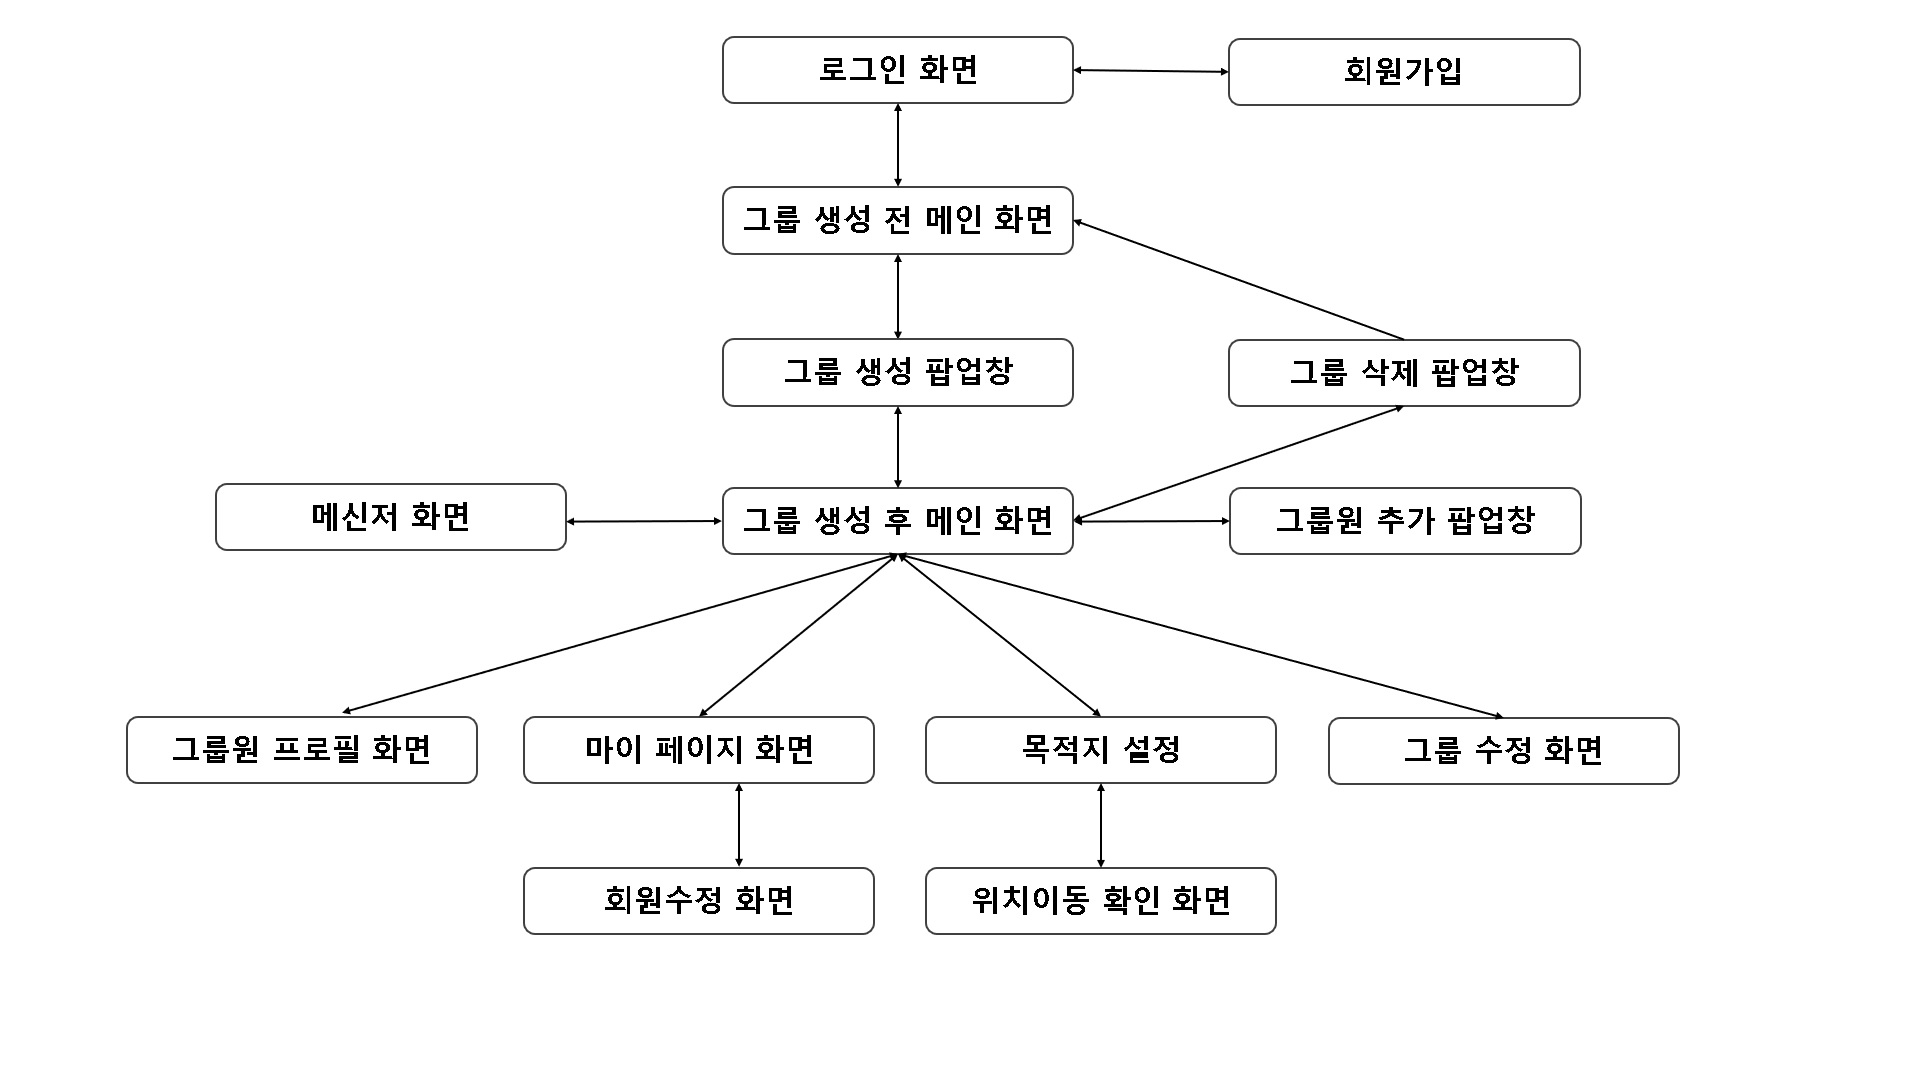 로그인 화면
회원가입
그룹 생성 전 메인 화면
그룹 생성 팝업창
그룹 삭제 팝업창
메신저 화면
그룹 생성 후 메인 화면
그룹원 추가 팝업창
그룹원 프로필 화면
마이 페이지 화면
목적지 설정
그룹 수정 화면
회원수정 화면
위치이동 확인 화면